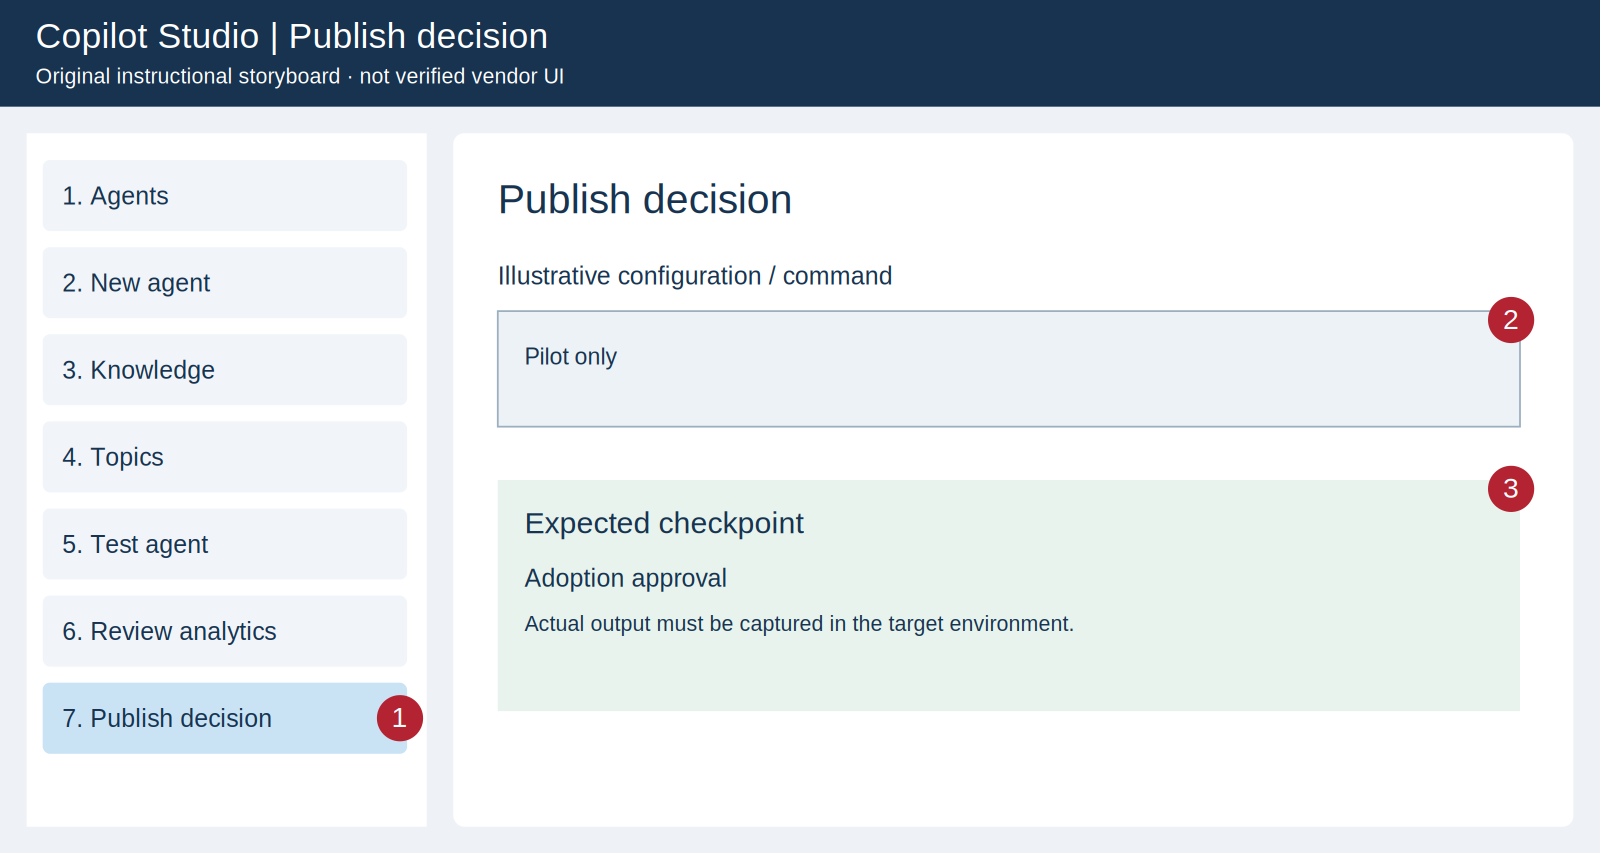 Copilot Studio | Publish decision
Original instructional storyboard · not verified vendor UI
1. Agents
2. New agent
3. Knowledge
4. Topics
5. Test agent
6. Review analytics
7. Publish decision
1
Publish decision
Illustrative configuration / command
2
Pilot only
3
Expected checkpoint
Adoption approval
Actual output must be captured in the target environment.